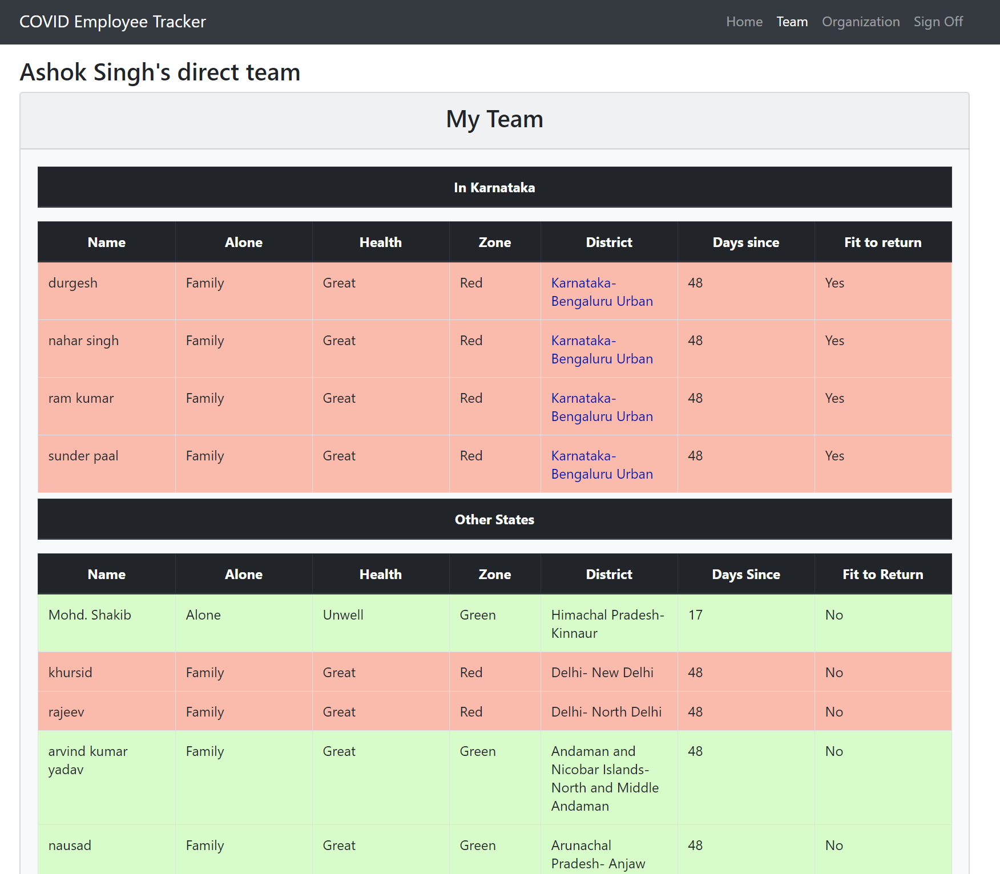 COVID Employee Tracker Home Team Organization Sign Off
Ashok Singh's direct team
My Team
In Karnataka
Name Alone Health Zone District Days since Fit to return
durgesh Family Great Red Karnataka- 48 Yes
Bengaluru Urban
nahar singh Family Great Red Karnataka- 48 Yes
Bengaluru Urban
ram kumar Family Great Red Karnataka- 48 Yes
Bengaluru Urban
sunder paal Family Great Red Karnataka- 48 Yes
Bengaluru Urban
Other States
Name Alone Health Zone District Days Since Fit to Return
Mohd. Shakib Alone Unwell Green Himachal Pradesh- 17 No
Kinnaur
khursid Family Great Red Delhi- New Delhi 48 No
rajeev Family Great Red Delhi- North Delhi 48 No
arvind kumar Family Great Green Andaman and 48 No
yadav Nicobar Islands-
North and Middle
Andaman
nausad Family Great Green Arunachal 48 No
Pradesh- Anjaw